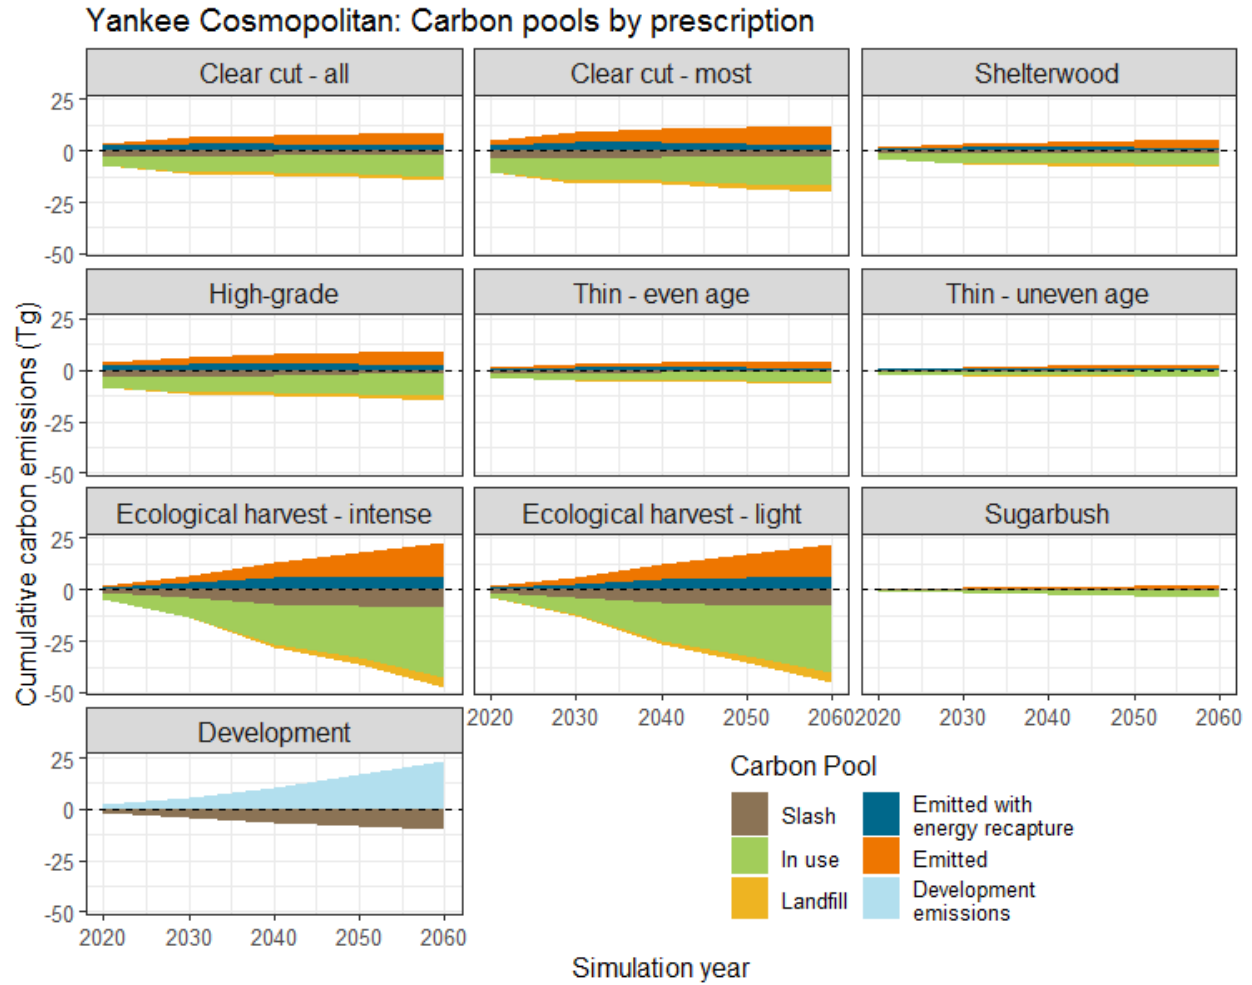 Yankee Cosmopolitan: Carbon pools by prescription
Clear cut - all
Clear cut - most
Shelterwood
25
0
-25
-50
High-grade
Thin - even age
Thin - uneven age
25
0
-25
-50
Cumulative carbon emissions (Tg)
Ecological harvest - intense
Ecological harvest - light
Sugarbush
25
0
-25
-50
2020 2030 2040 2050 2060
2020 2030 2040 2050 2060
Development
25
0
-25
-50
2020 2030 2040 2050 2060
Carbon Pool
Slash
In use
Landfill
Emitted with
energy recapture
Emitted
Development
emissions
Simulation year